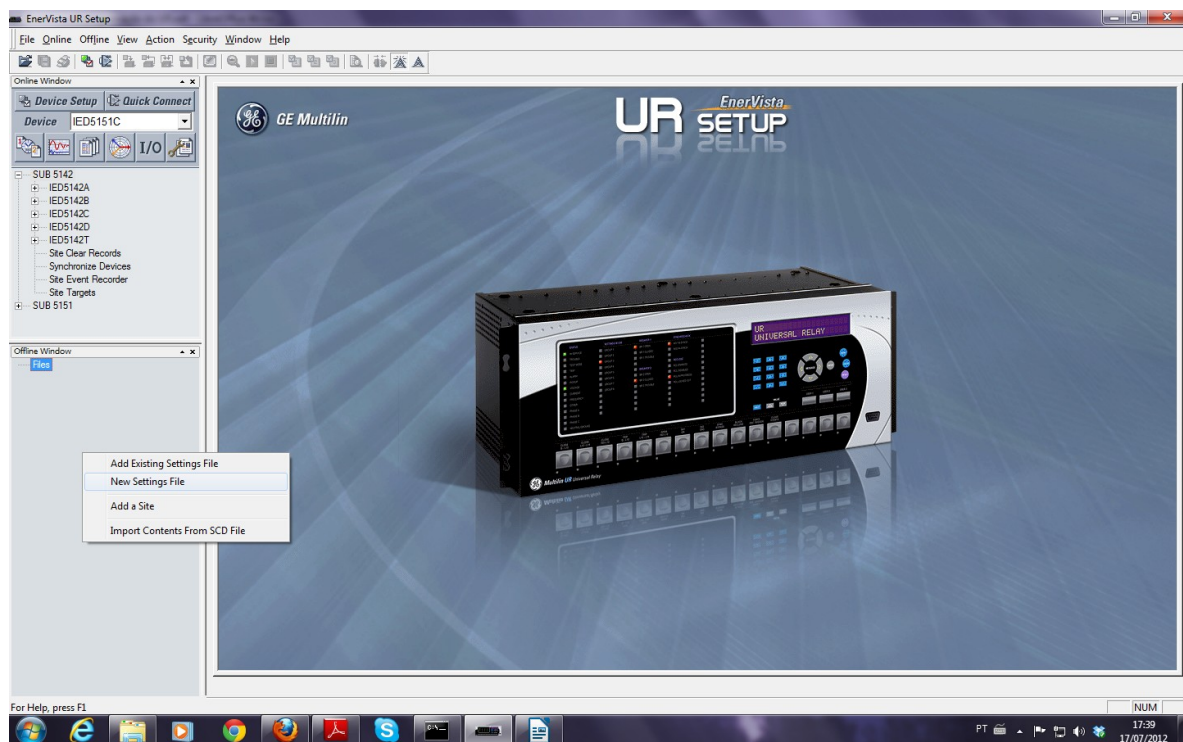 EnerVista UR Setup
File Online Offline View Action Security Window Help
Online Window
Device Setup Quick Connect
Device IED5151C
I/O
SUB 5142
IED5142A
IED5142B
IED5142C
IED5142D
IED5142T
Site Clear Records
Synchronize Devices
Site Event Recorder
Site Targets
SUB 5151
Offline Window
Files
Add Existing Settings File
New Settings File
Add a Site
Import Contents From SCD File
GE Multilin
UR EnerVista
SETUP
UR
UNIVERSAL RELAY
Multilin UR Universal Relay
For Help, press F1
NUM
PT
17:39
17/07/2012